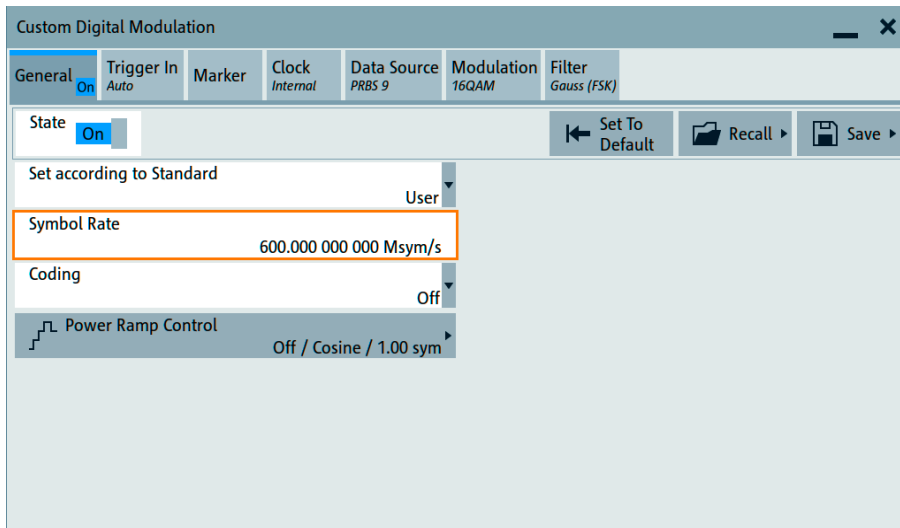 Custom Digital Modulation
General On
Trigger In
Auto
Marker
Clock
Internal
Data Source
PRBS 9
Modulation
16QAM
Filter
Gauss (FSK)
State
On
Set To
Default
Recall
Save
Set according to Standard
User
Symbol Rate
600.000 000 000 Msym/s
Coding
Off
Power Ramp Control
Off / Cosine / 1.00 sym